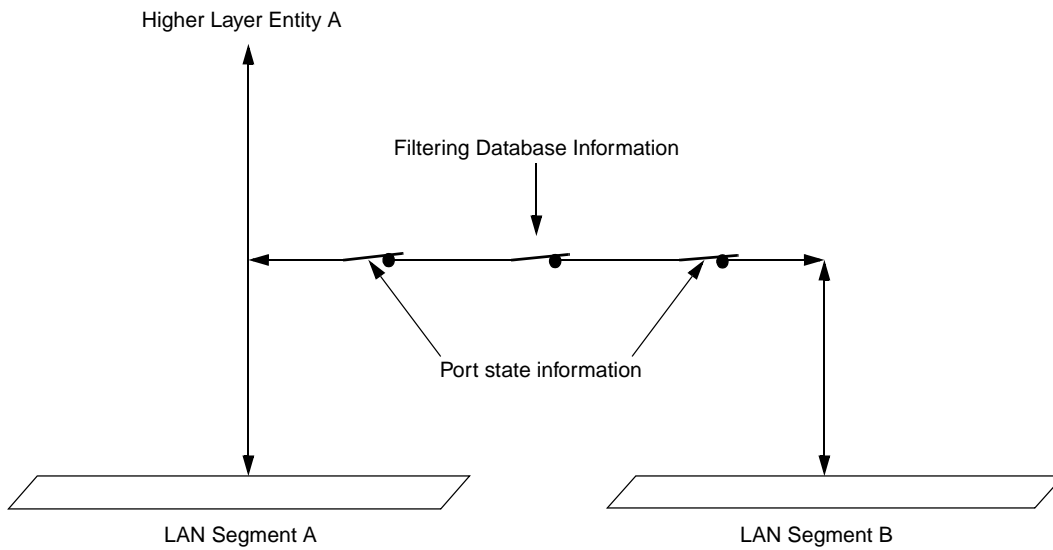 Higher Layer Entity A
Filtering Database Information
Port state information
LAN Segment A
LAN Segment B